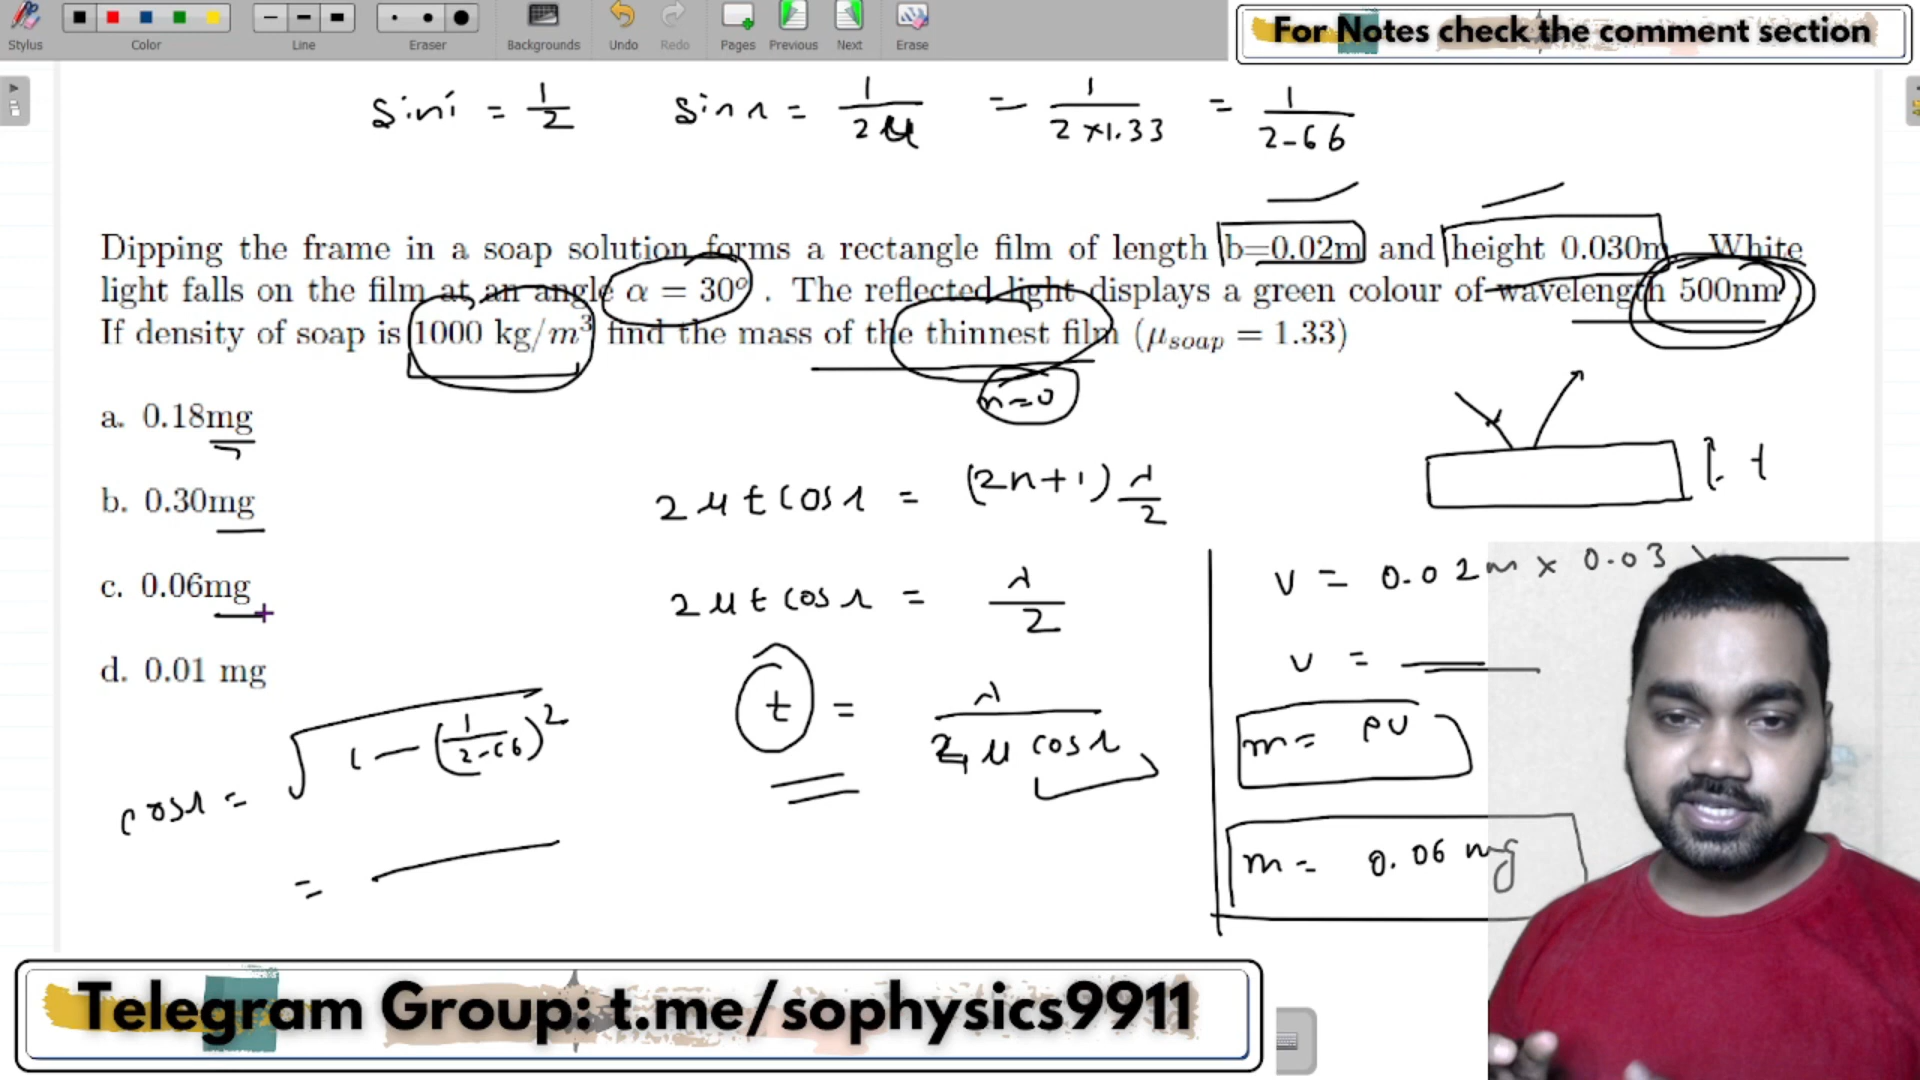 Stylus Color Line Eraser Backgrounds Undo Redo Pages Previous Next Erase
For Notes check the comment section
sin i = 1/2 sin r = 1/2μ = 1/2×1.33 = 1/2.66
Dipping the frame in a soap solution forms a rectangle film of length b=0.02m and height 0.030m. White
light falls on the film at an angle α = 30° . The reflected light displays a green colour of wavelength 500nm.
If density of soap is 1000 kg/m³ find the mass of the thinnest film (μsoap = 1.33)
n=0
a. 0.18mg
b. 0.30mg
c. 0.06mg
d. 0.01 mg
2μt cos r = (2n+1) λ/2
t
2μt cos r = λ/2
t = λ/4μ cos r
cos r = √1 − (1/2.66)²
=
v = 0.02m × 0.03 ×
v =
m = ρv
m = 0.06 mg
Telegram Group: t.me/sophysics9911